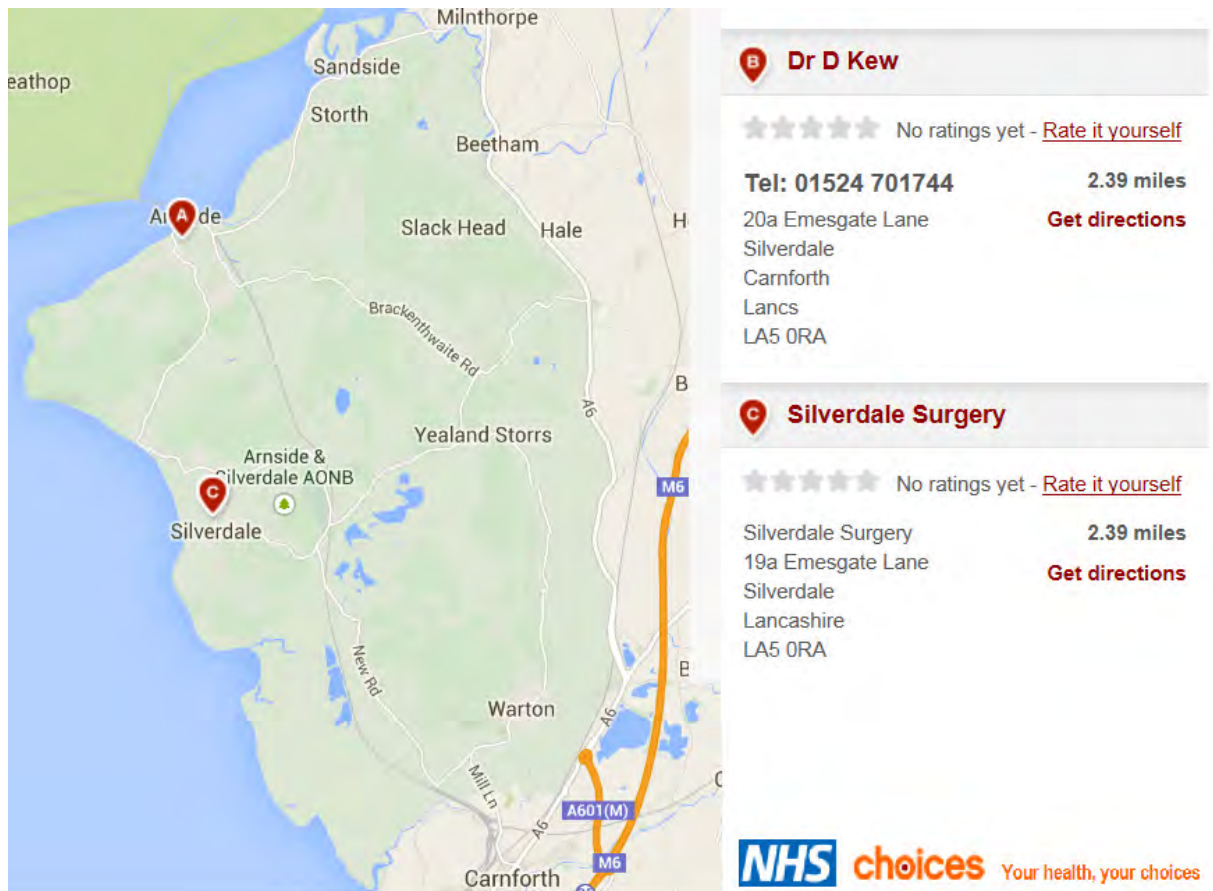 Milnthorpe
eathop
Sandside
Storth
Beetham
A
Slack Head
Hale
H
Brackenthwaite Rd
B
A6
Yealand Storrs
Arnside &
Silverdale AONB
M6
C
Silverdale
New Rd
B
Warton
A6
Mill Ln
A601(M)
A6
M6
Carnforth
B Dr D Kew
No ratings yet - Rate it yourself
Tel: 01524 701744 2.39 miles
20a Emesgate Lane Get directions
Silverdale
Carnforth
Lancs
LA5 0RA
C Silverdale Surgery
No ratings yet - Rate it yourself
Silverdale Surgery 2.39 miles
19a Emesgate Lane Get directions
Silverdale
Lancashire
LA5 0RA
NHS choices Your health, your choices